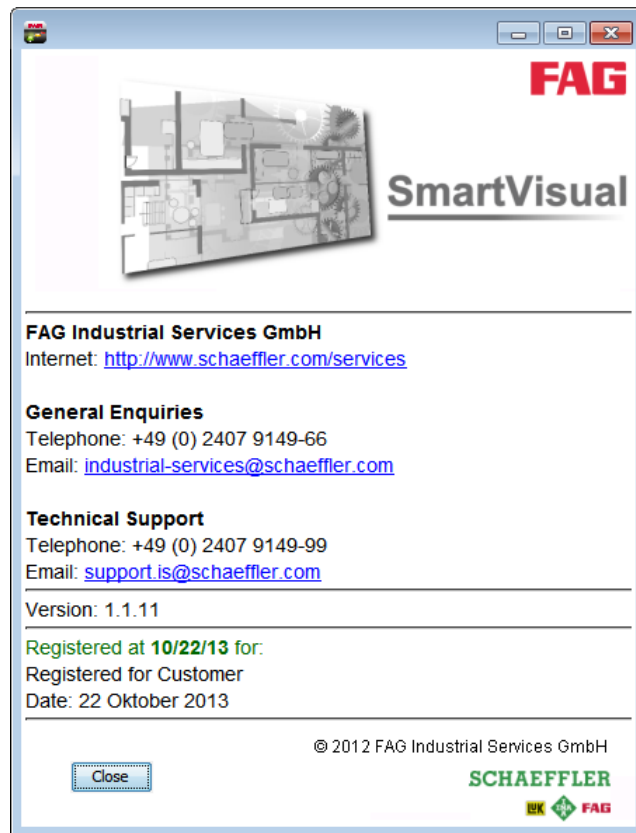 FAG
SmartVisual
FAG Industrial Services GmbH
Internet: http://www.schaeffler.com/services
General Enquiries
Telephone: +49 (0) 2407 9149-66
Email: industrial-services@schaeffler.com
Technical Support
Telephone: +49 (0) 2407 9149-99
Email: support.is@schaeffler.com
Version: 1.1.11
Registered at 10/22/13 for:
Registered for Customer
Date: 22 Oktober 2013
© 2012 FAG Industrial Services GmbH
Close
SCHAEFFLER
LUK INA FAG